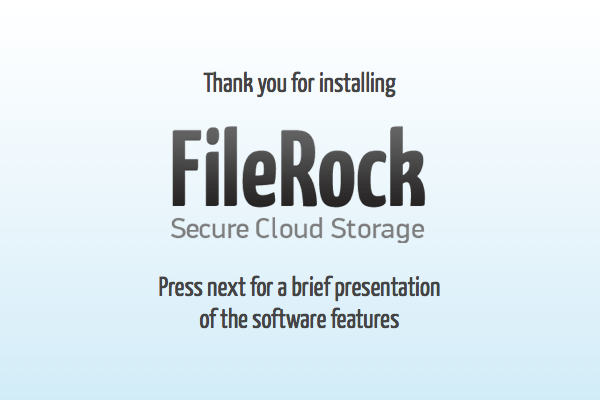 Thank you for installing
FileRock
Secure Cloud Storage
Press next for a brief presentation
of the software features